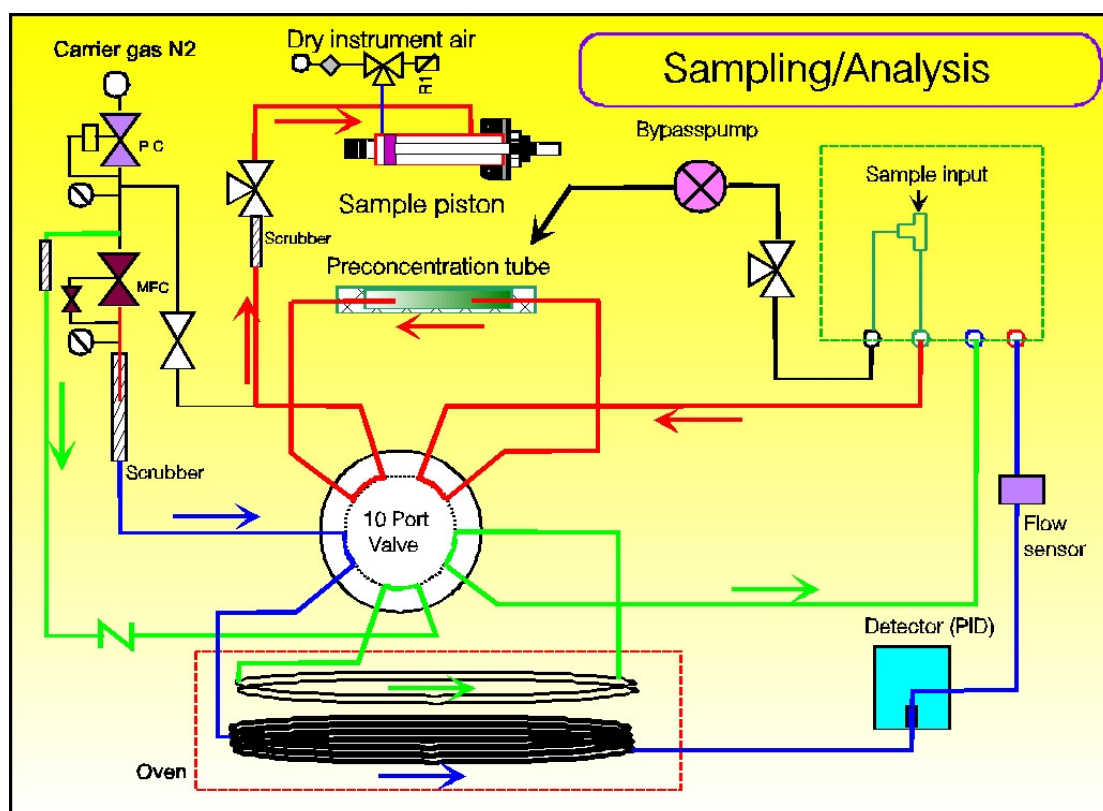 Carrier gas N2
Dry instrument air
Sampling/Analysis
R1
P C
Bypasspump
Sample input
Sample piston
Scrubber
Preconcentration tube
MFC
Scrubber
10 Port
Valve
Flow
sensor
Detector (PID)
Oven